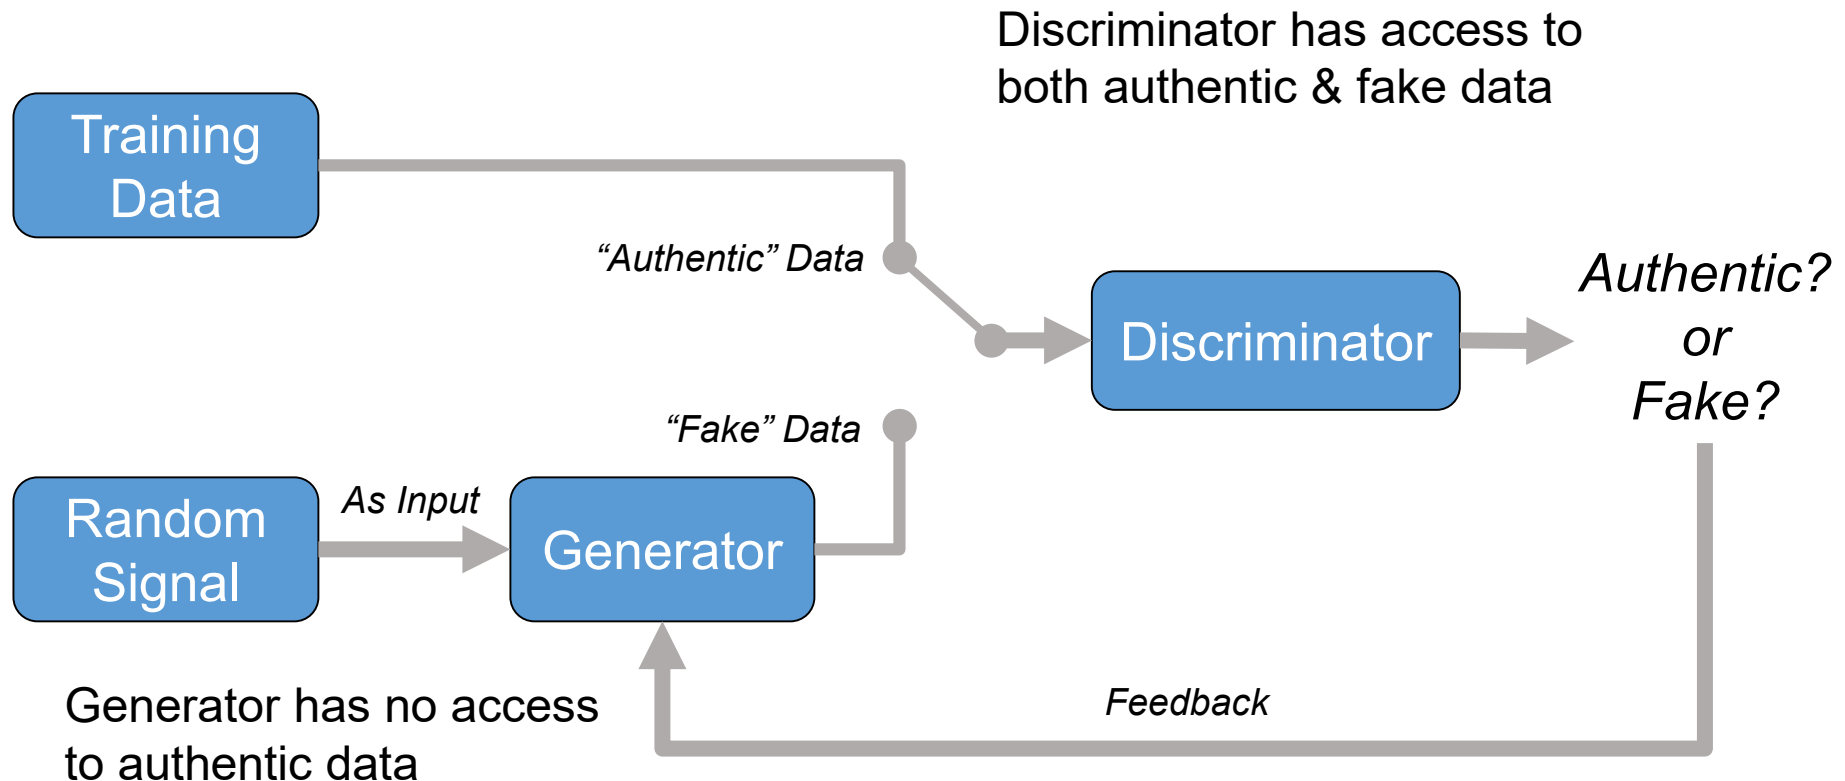 Discriminator has access to
both authentic & fake data
Training
Data
“Authentic” Data
Discriminator
Authentic?
or
Fake?
“Fake” Data
Random
Signal
As Input
Generator
Feedback
Generator has no access
to authentic data